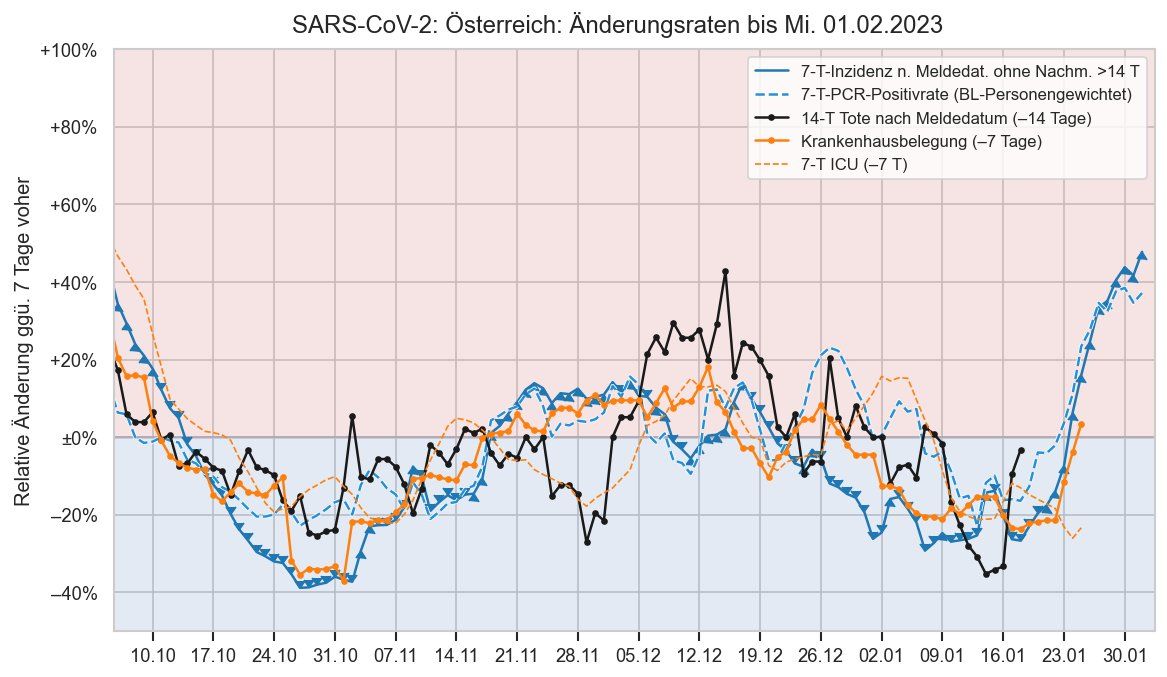 SARS-CoV-2: Österreich: Änderungsraten bis Mi. 01.02.2023
Relative Änderung ggü. 7 Tage voher
+100%
+80%
+60%
+40%
+20%
±0%
–20%
–40%
7-T-Inzidenz n. Meldedat. ohne Nachm. >14 T
7-T-PCR-Positivrate (BL-Personengewichtet)
14-T Tote nach Meldedatum (–14 Tage)
Krankenhausbelegung (–7 Tage)
7-T ICU (–7 T)
10.10 17.10 24.10 31.10 07.11 14.11 21.11 28.11 05.12 12.12 19.12 26.12 02.01 09.01 16.01 23.01 30.01